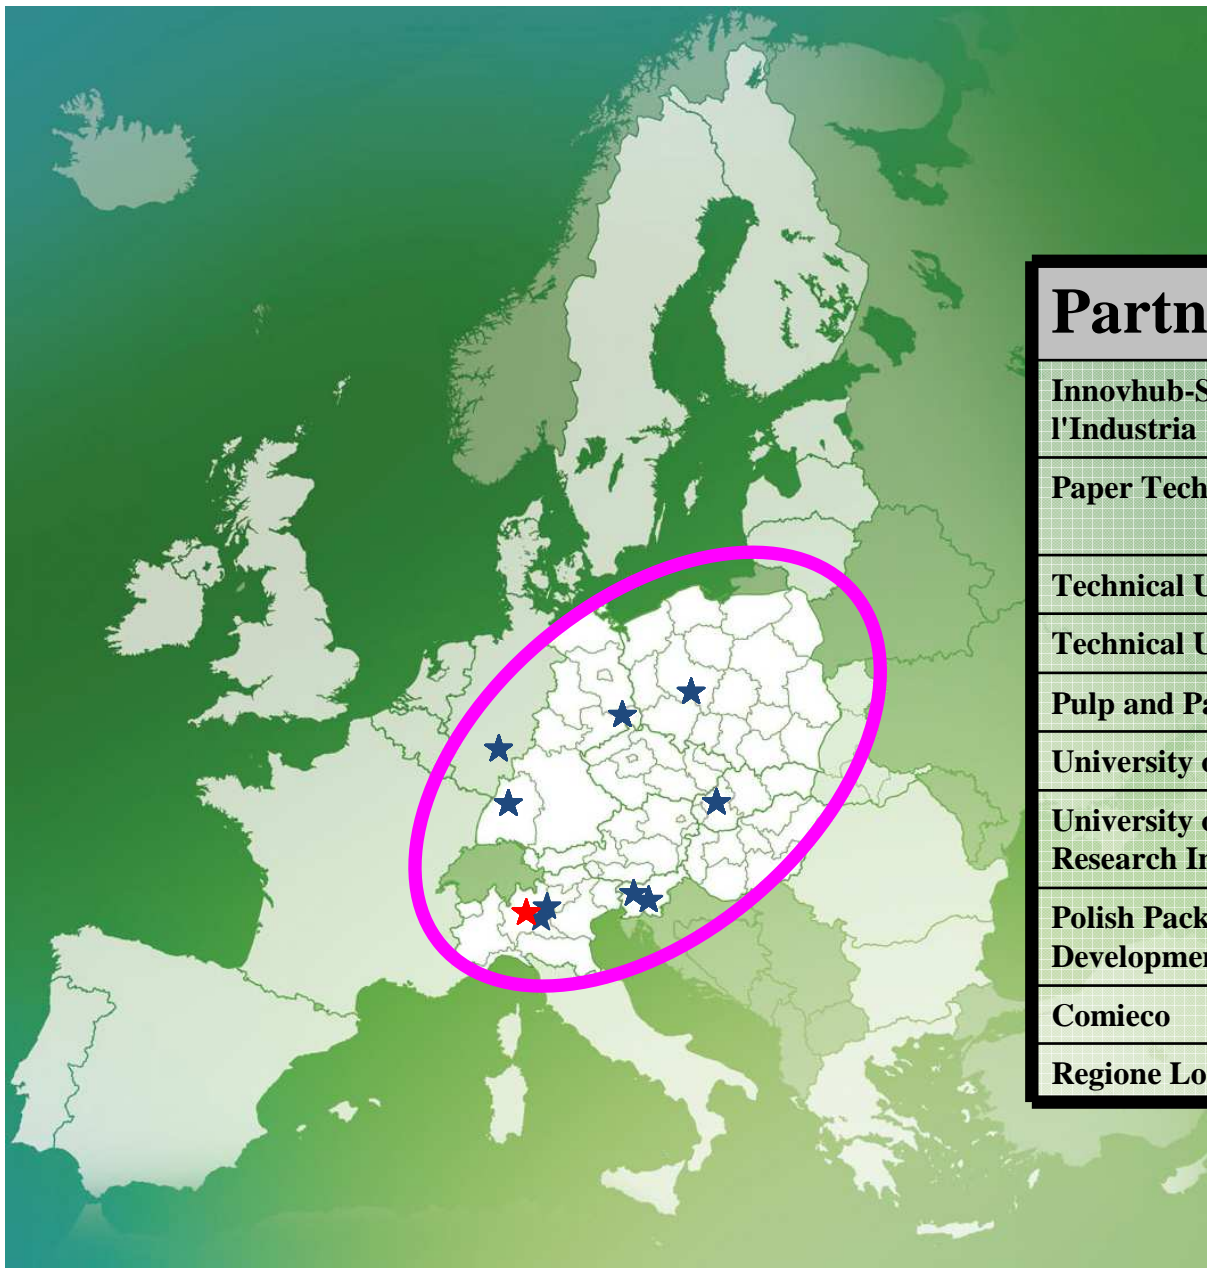 Partn
Innovhub-S
l'Industria
Paper Tech
Technical U
Technical U
Pulp and Pa
University o
University o
Research In
Polish Pack
Developmen
Comieco
Regione Lo